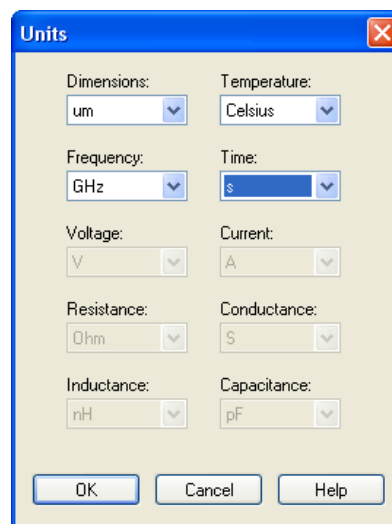 Units
Dimensions: Temperature:
um Celsius
Frequency: Time:
GHz s
Voltage: Current:
V A
Resistance: Conductance:
Ohm S
Inductance: Capacitance:
nH pF
OK Cancel Help